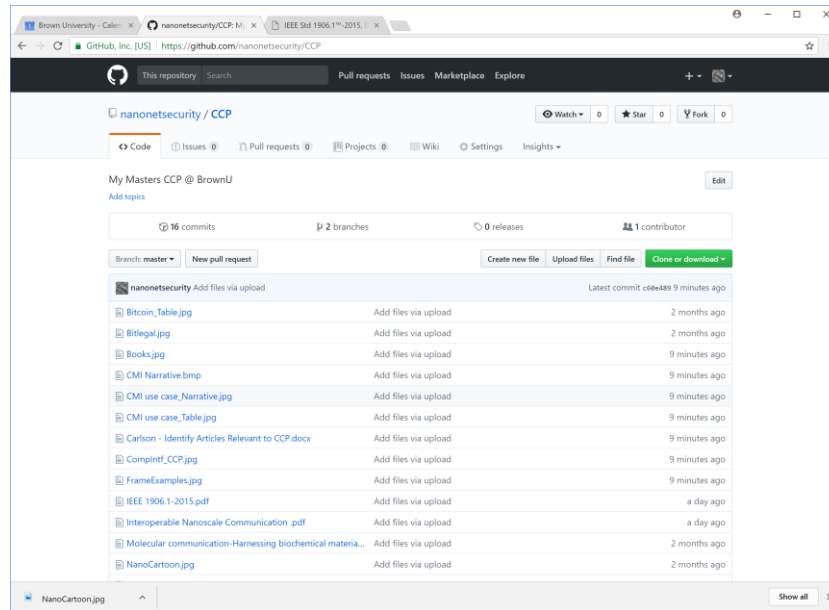 Brown University - Calen
nanonetsecurity/CCP: My
IEEE Std 1906.1™-2015, I
GitHub, Inc. [US] | https://github.com/nanonetsecurity/CCP
This repository Search Pull requests Issues Marketplace Explore
nanonetsecurity / CCP Watch 0 Star 0 Fork 0
Code Issues 0 Pull requests 0 Projects 0 Wiki Settings Insights
My Masters CCP @ BrownU Edit
Add topics
16 commits 2 branches 0 releases 1 contributor
Branch: master New pull request Create new file Upload files Find file Clone or download
nanonetsecurity Add files via upload Latest commit c60e489 9 minutes ago
Bitcoin_Table.jpg Add files via upload 2 months ago
Bitlegal.jpg Add files via upload 2 months ago
Books.jpg Add files via upload 9 minutes ago
CMI Narrative.bmp Add files via upload 9 minutes ago
CMI use case_Narrative.jpg Add files via upload 9 minutes ago
CMI use case_Table.jpg Add files via upload 9 minutes ago
Carlson - Identify Articles Relevant to CCP.docx Add files via upload 9 minutes ago
CompIntf_CCP.jpg Add files via upload 9 minutes ago
FrameExamples.jpg Add files via upload 9 minutes ago
IEEE 1906.1-2015.pdf Add files via upload a day ago
Interoperable Nanoscale Communication .pdf Add files via upload a day ago
Molecular communication-Harnessing biochemical materia... Add files via upload 2 months ago
NanoCartoon.jpg Add files via upload 2 months ago
NanoCartoon.jpg Show all